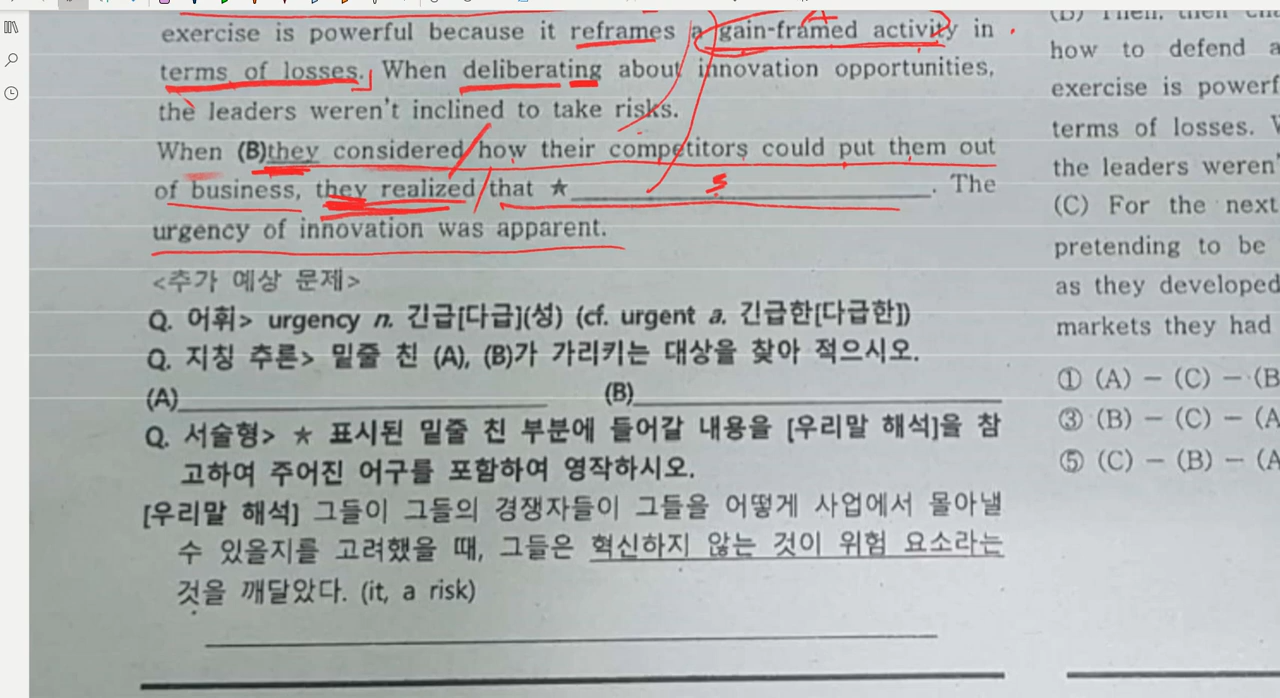 exercise is powerful because it reframes a gain-framed activity in
terms of losses. When deliberating about innovation opportunities,
the leaders weren't inclined to take risks.
When (B)they considered how their competitors could put them out
of business, they realized that ★____________. The
urgency of innovation was apparent.
<추가 예상 문제>
Q. 어휘> urgency n. 긴급[다급](성) (cf. urgent a. 긴급한[다급한])
Q. 지칭 추론> 밑줄 친 (A), (B)가 가리키는 대상을 찾아 적으시오.
(A)____________ (B)____________
Q. 서술형> ★ 표시된 밑줄 친 부분에 들어갈 내용을 [우리말 해석]을 참
고하여 주어진 어구를 포함하여 영작하시오.
[우리말 해석] 그들이 그들의 경쟁자들이 그들을 어떻게 사업에서 몰아낼
수 있을지를 고려했을 때, 그들은 혁신하지 않는 것이 위험 요소라는
것을 깨달았다. (it, a risk)
how to defend a
exercise is powerf
terms of losses.
the leaders weren'
(C) For the next
pretending to be
as they developed
markets they had
① (A) − (C) − (B
③ (B) − (C) − (A
⑤ (C) − (B) − (A